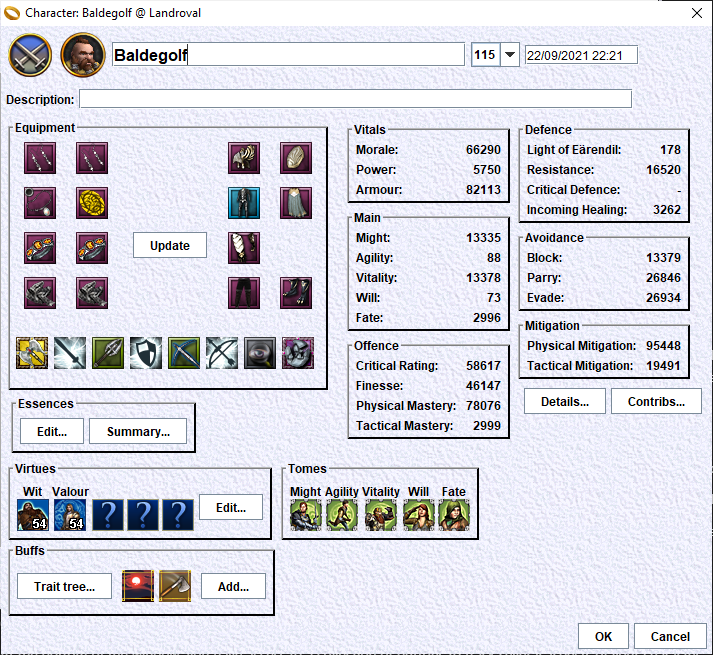 Character: Baldegolf @ Landroval
Baldegolf
115
22/09/2021 22:21
Description:
Equipment
Update
Essences
Edit...
Summary...
Virtues
Wit
Valour
54
54
?
?
?
Edit...
Buffs
Trait tree...
Add...
Vitals
Morale: 66290
Power: 5750
Armour: 82113
Main
Might: 13335
Agility: 88
Vitality: 13378
Will: 73
Fate: 2996
Offence
Critical Rating: 58617
Finesse: 46147
Physical Mastery: 78076
Tactical Mastery: 2999
Tomes
Might Agility Vitality Will Fate
Defence
Light of Eärendil: 178
Resistance: 16520
Critical Defence: -
Incoming Healing: 3262
Avoidance
Block: 13379
Parry: 26846
Evade: 26934
Mitigation
Physical Mitigation: 95448
Tactical Mitigation: 19491
Details...
Contribs...
OK
Cancel